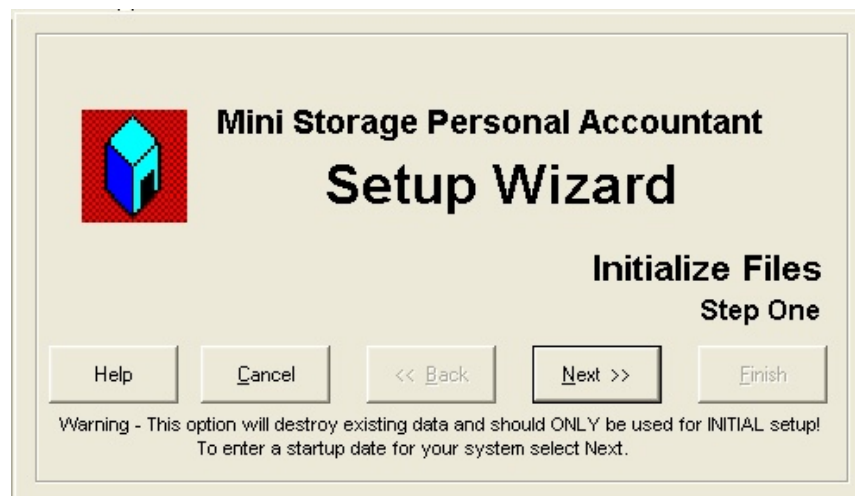 Mini Storage Personal Accountant
Setup Wizard
Initialize Files
Step One
Help Cancel << Back Next >> Finish
Warning - This option will destroy existing data and should ONLY be used for INITIAL setup!
To enter a startup date for your system select Next.